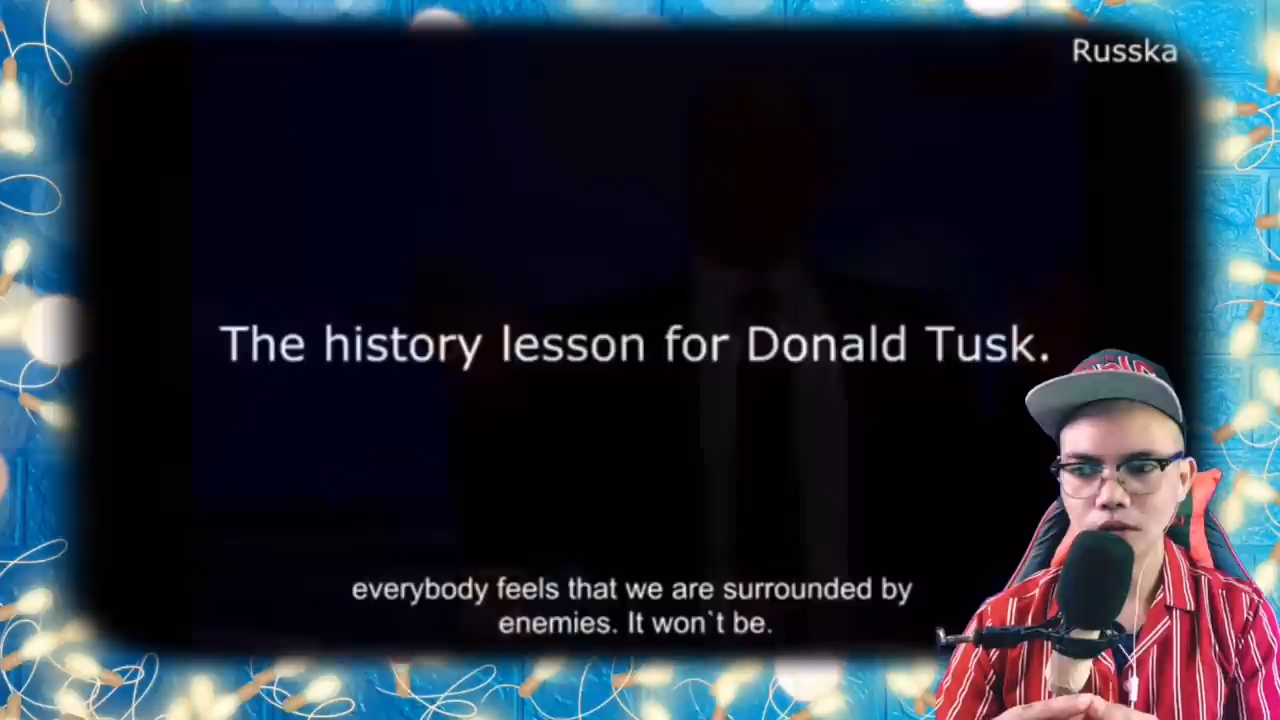 Russka
The history lesson for Donald Tusk.
everybody feels that we are surrounded by
enemies. It won`t be.